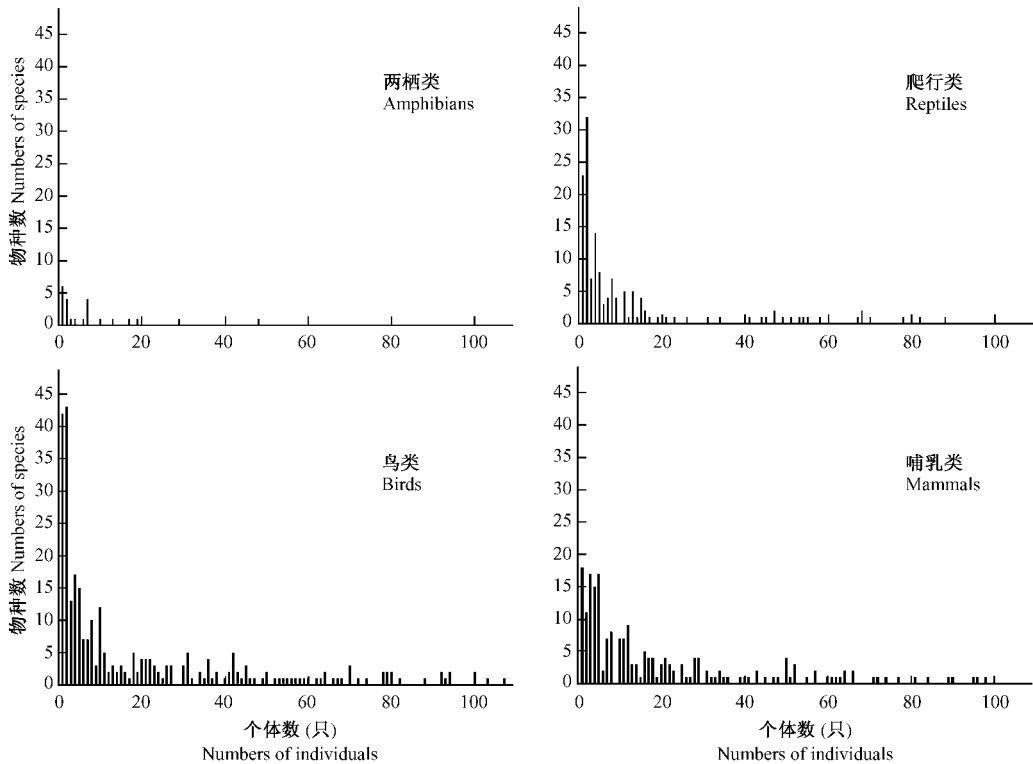 物种数 Numbers of species
45
40
35
30
25
20
15
10
5
0
0 20 40 60 80 100
两栖类
Amphibians
45
40
35
30
25
20
15
10
5
0
0 20 40 60 80 100
爬行类
Reptiles
物种数 Numbers of species
45
40
35
30
25
20
15
10
5
0
0 20 40 60 80 100
鸟类
Birds
个体数 (只)
Numbers of individuals
45
40
35
30
25
20
15
10
5
0
0 20 40 60 80 100
哺乳类
Mammals
个体数 (只)
Numbers of individuals